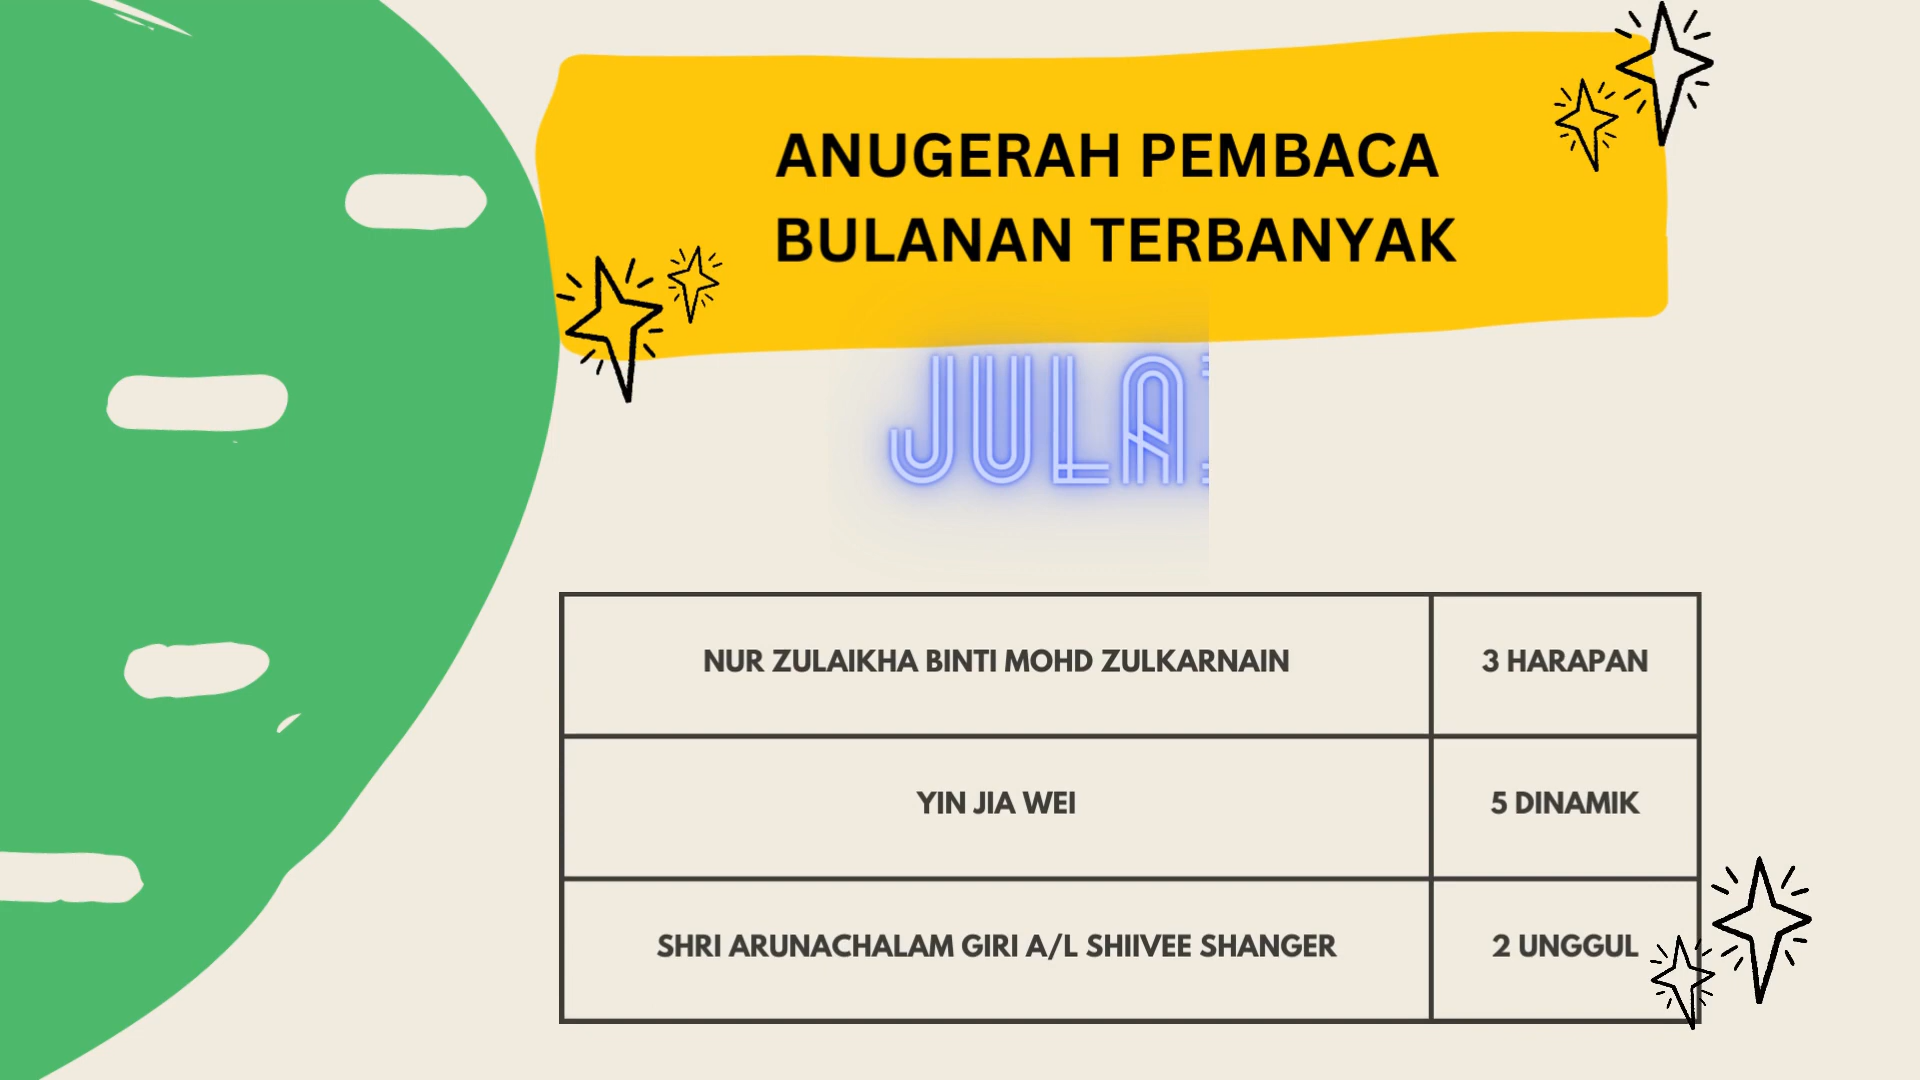 ANUGERAH PEMBACA
BULANAN TERBANYAK
JULAI
NUR ZULAIKHA BINTI MOHD ZULKARNAIN 3 HARAPAN
YIN JIA WEI 5 DINAMIK
SHRI ARUNACHALAM GIRI A/L SHIIVEE SHANGER 2 UNGGUL